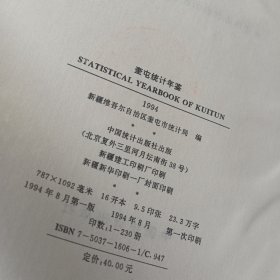 奎屯统计年鉴
STATISTICAL YEARBOOK OF KUITUN
1994
新疆维吾尔自治区奎屯市统计局 编
*
中国统计出版社出版
(北京复外三里河月坛南街38号)
新疆建工印刷厂印刷
新疆新华印刷一厂封面印刷
* *
787×1092毫米 16开本 9.5印张 23.3万字
1994年8月第一版 1994年8月 第一次印刷
印数:1-230册
ISBN 7-5037-1606-1/C.947
定价:40.00元